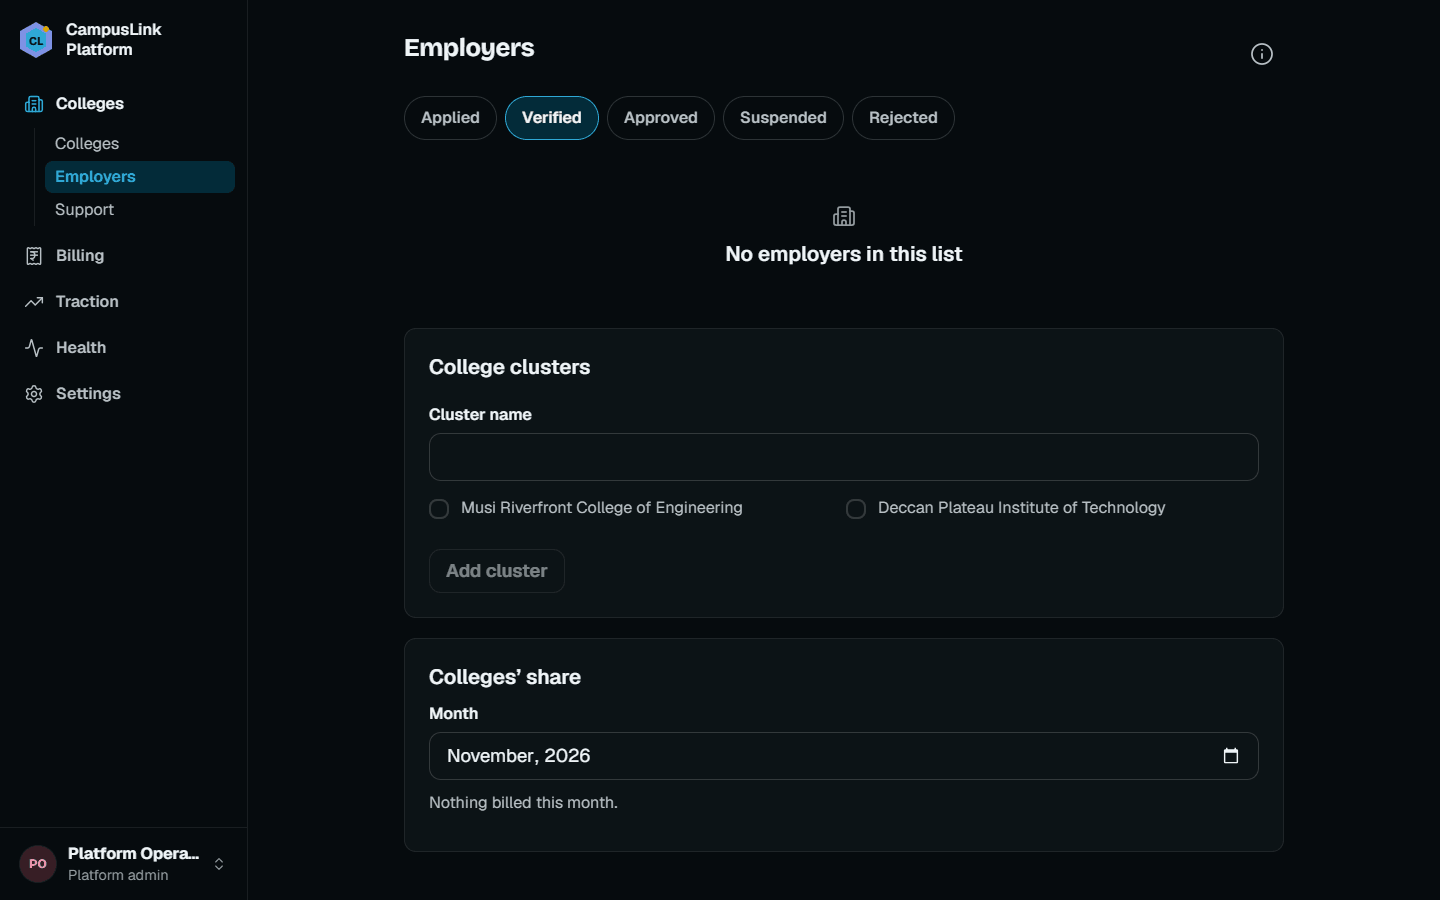 CL
CampusLink
Platform
Colleges
Colleges
Employers
Support
Billing
Traction
Health
Settings
PO
Platform Opera...
Platform admin
Employers
Applied
Verified
Approved
Suspended
Rejected
No employers in this list
College clusters
Cluster name
Musi Riverfront College of Engineering
Deccan Plateau Institute of Technology
Add cluster
Colleges’ share
Month
November, 2026
Nothing billed this month.